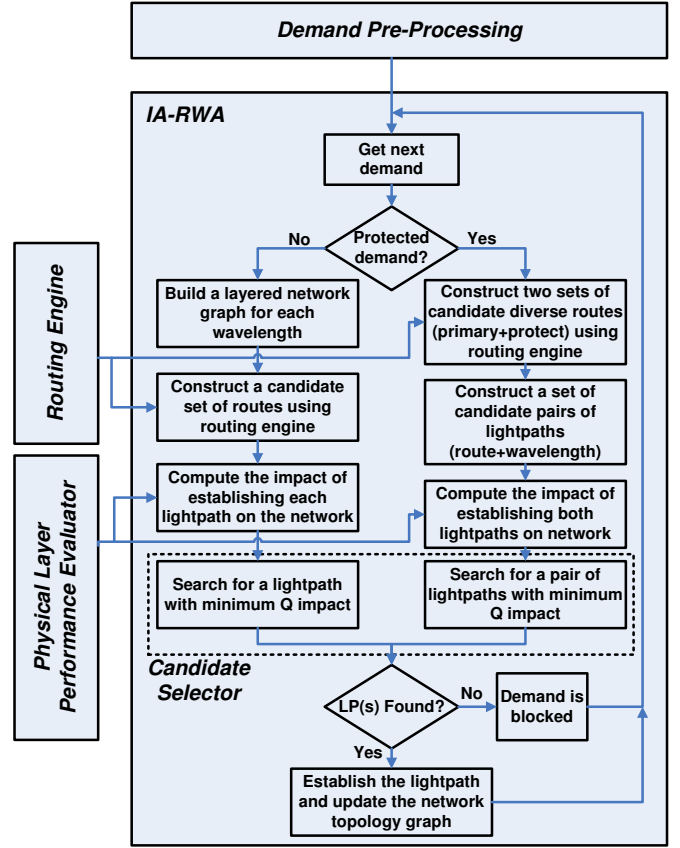 Demand Pre-Processing
IA-RWA
Get next
demand
Protected
demand?
No
Yes
Build a layered network
graph for each
wavelength
Construct two sets of
candidate diverse routes
(primary+protect) using
routing engine
Routing Engine
Construct a candidate
set of routes using
routing engine
Construct a set of
candidate pairs of
lightpaths
(route+wavelength)
Physical Layer
Performance Evaluator
Compute the impact of
establishing each
lightpath on the network
Compute the impact of
establishing both
lightpaths on network
Search for a lightpath
with minimum Q impact
Search for a pair of
lightpaths with minimum
Q impact
Candidate
Selector
LP(s) Found?
No
Demand is
blocked
Yes
Establish the lightpath
and update the network
topology graph